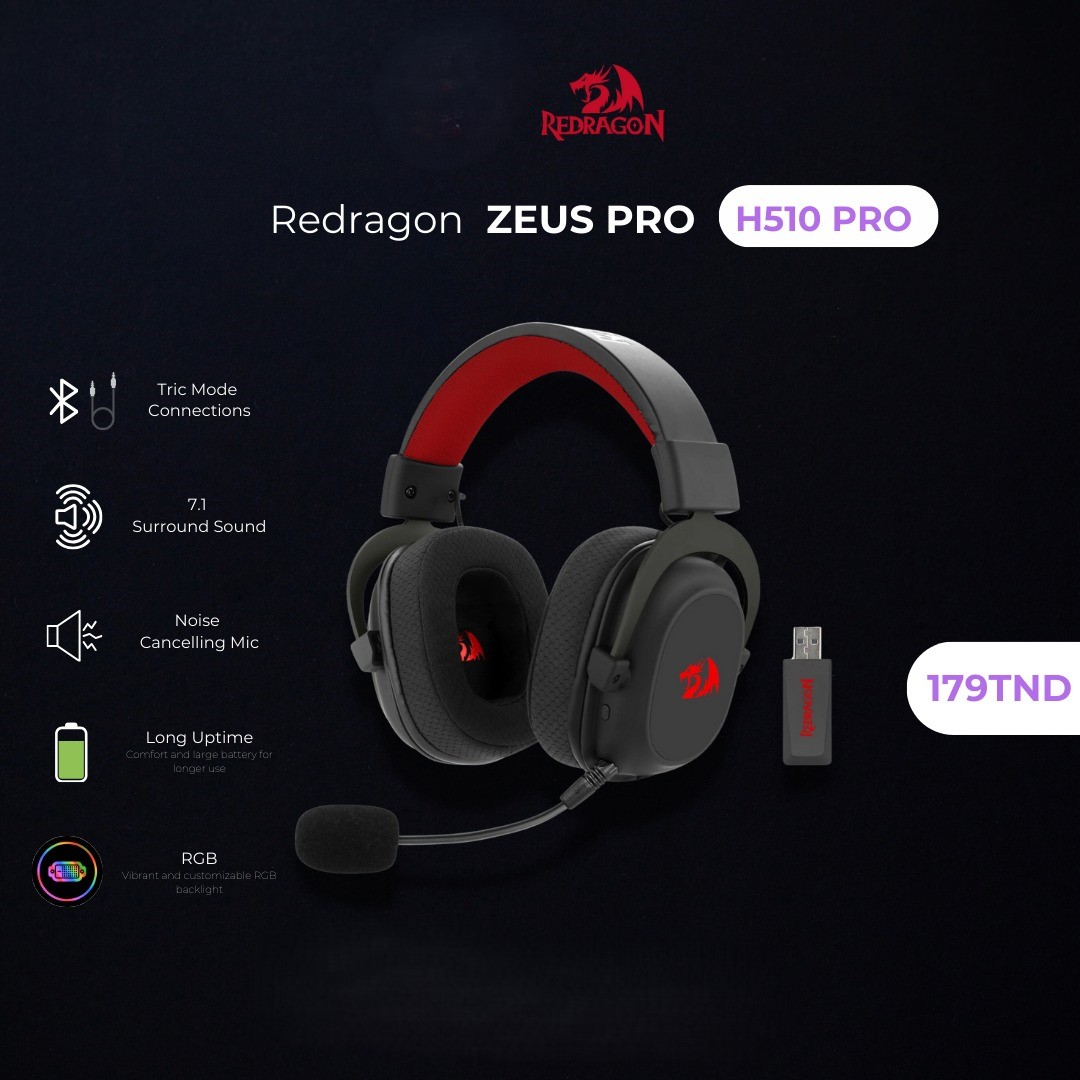 REDRAGON
Redragon ZEUS PRO H510 PRO
Tric Mode
Connections
7.1
Surround Sound
Noise
Cancelling Mic
Long Uptime
Comfort and large battery for
longer use
RGB
Vibrant and customizable RGB
backlight
REDRAGON
179TND